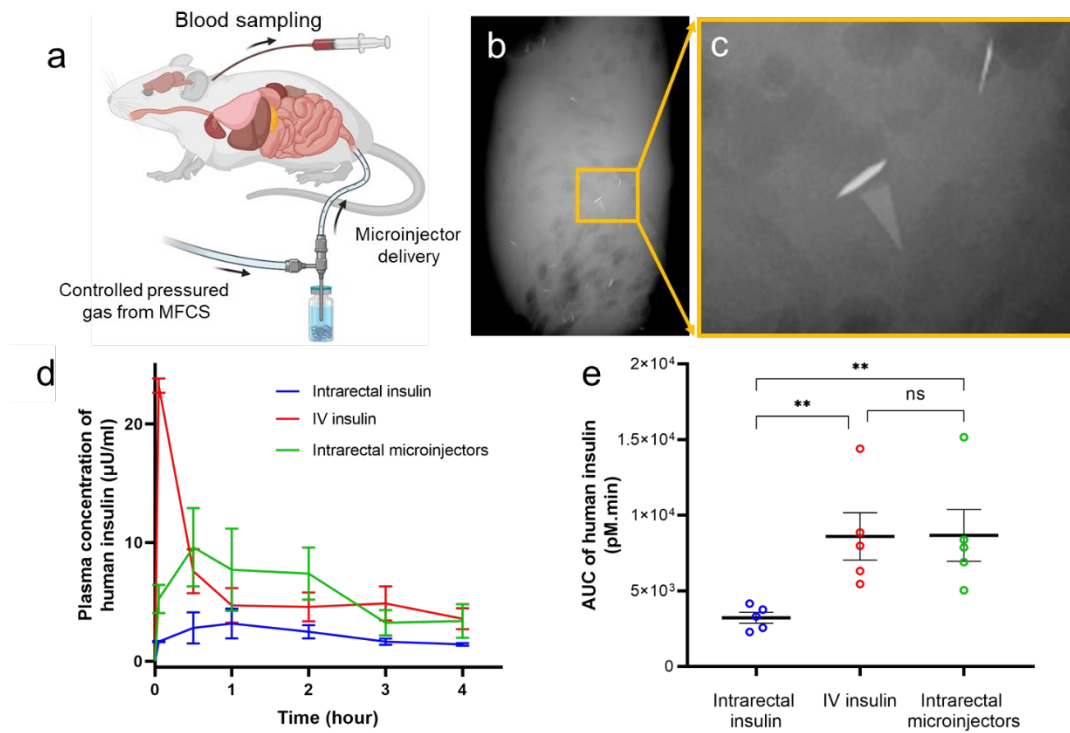 a
Blood sampling
Microinjector
delivery
Controlled pressured
gas from MFCS
b
c
d
Plasma concentration of
human insulin (µU/ml)
20
10
0
0
1
2
3
4
Time (hour)
Intrarectal insulin
IV insulin
Intrarectal microinjectors
e
AUC of human insulin
(pM.min)
2×10⁴
1.5×10⁴
1×10⁴
5×10³
0
**
**
ns
Intrarectal
insulin
IV insulin
Intrarectal
microinjectors